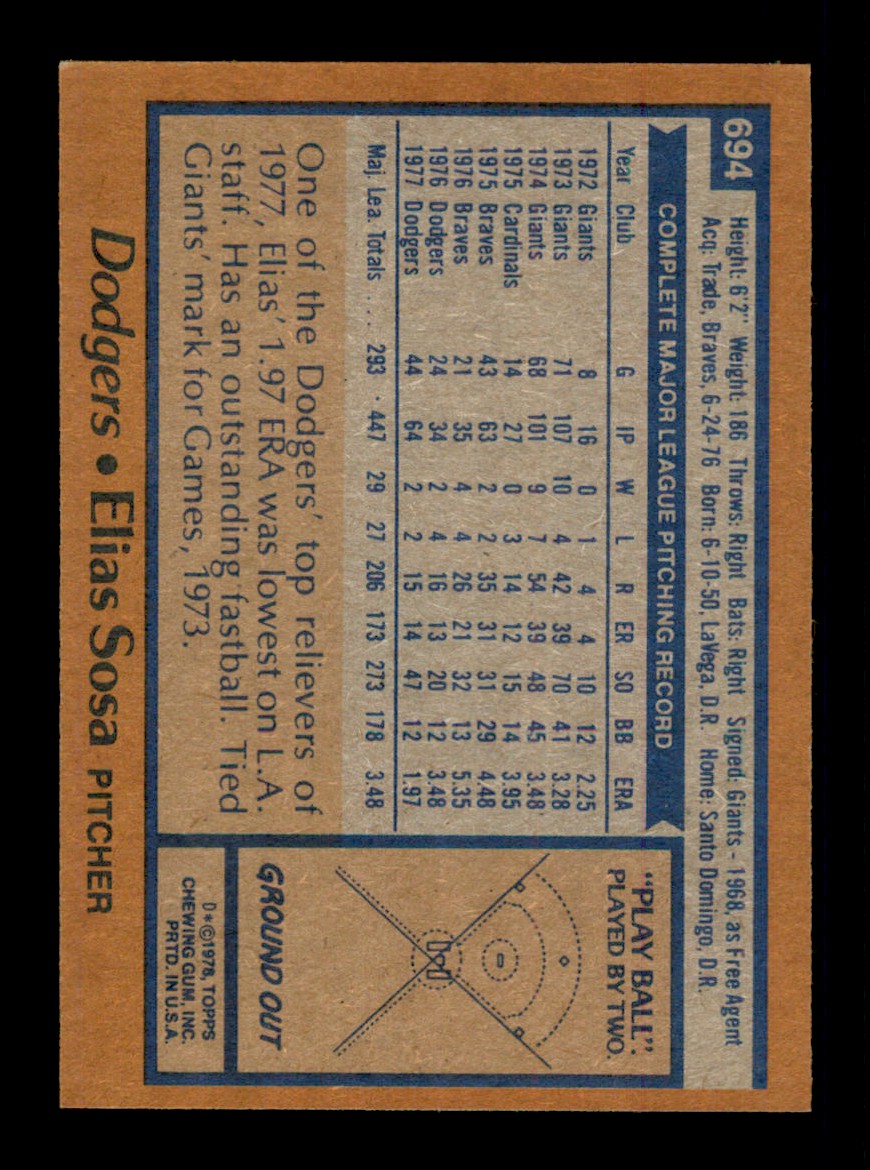 694
Height: 6'2" Weight: 186 Throws: Right Bats: Right Signed: Giants - 1968, as Free Agent
Acq: Trade, Braves, 6-24-76 Born: 6-10-50, LaVega, D.R. Home: Santo Domingo, D.R.
COMPLETE MAJOR LEAGUE PITCHING RECORD
Year Club G IP W L R ER SO BB ERA
1972 Giants 8 16 0 1 4 4 10 12 2.25
1973 Giants 71 107 10 4 42 39 70 41 3.28
1974 Giants 68 101 9 7 54 39 48 45 3.48
1975 Cardinals 14 27 0 3 14 12 15 14 3.95
1975 Braves 43 63 2 2 35 31 31 29 4.48
1976 Braves 21 35 4 4 26 21 32 13 5.35
1976 Dodgers 24 34 2 4 16 13 20 12 3.48
1977 Dodgers 44 64 2 2 15 14 47 12 1.97
Maj. Lea. Totals .... 293 447 29 27 206 173 273 178 3.48
One of the Dodgers' top relievers of
1977, Elias' 1.97 ERA was lowest on L.A.
staff. Has an outstanding fastball. Tied
Giants' mark for Games, 1973.
"PLAY BALL":
PLAYED BY TWO.
GROUND OUT
D*©1978, TOPPS
CHEWING GUM, INC.
PRTD. IN U.S.A.
Dodgers • Elias Sosa PITCHER